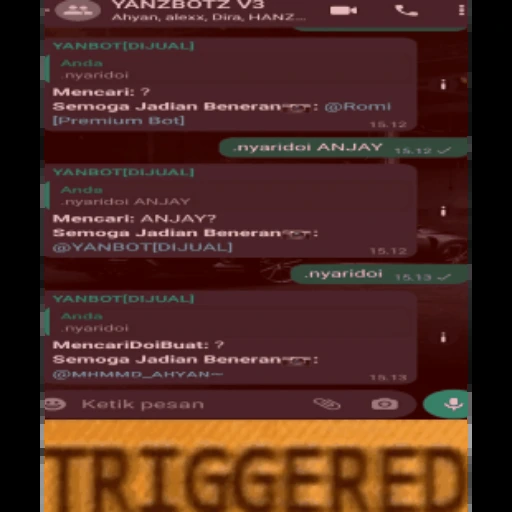 YANZBOTZ V3
Ahyan, alexx, Dira, HANZ...
YANBOT[DIJUAL]
Anda
.nyaridoi
Mencari: ?
Semoga Jadian Beneran : @Romi
[Premium Bot]
15.12
.nyaridoi ANJAY 15.12
YANBOT[DIJUAL]
Anda
.nyaridoi ANJAY
Mencari: ANJAY?
Semoga Jadian Beneran :
@YANBOT[DIJUAL]
15.12
.nyaridoi 15.13
YANBOT[DIJUAL]
Anda
.nyaridoi
MencariDoiBuat: ?
Semoga Jadian Beneran :
@MHMMD_AHYAN~
15.13
Ketik pesan
TRIGGERED